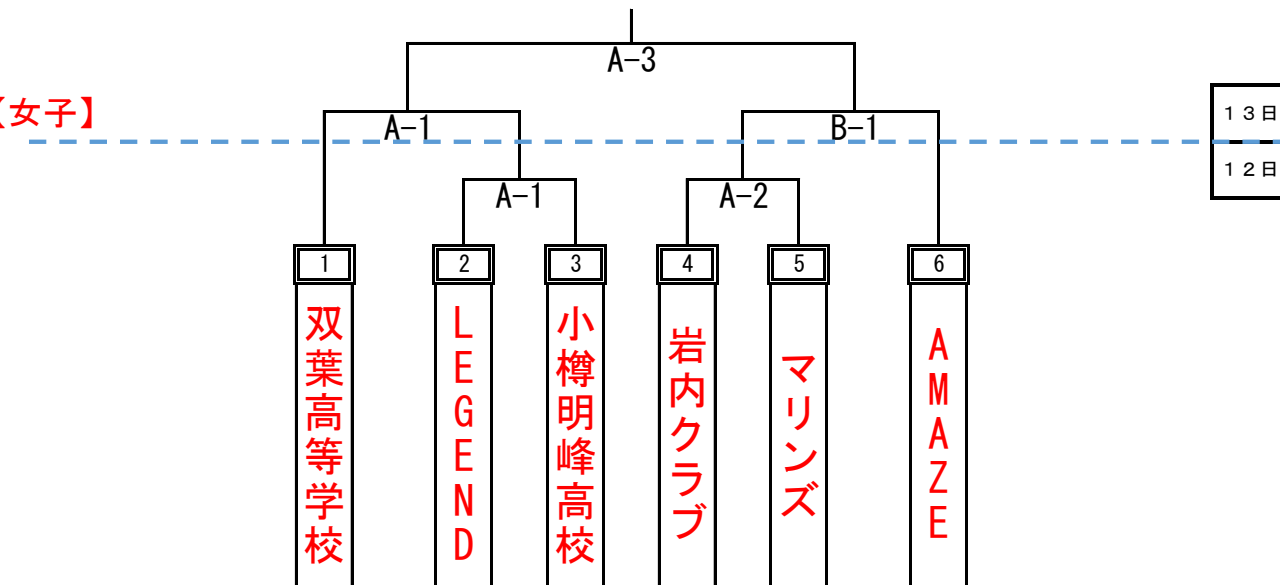 A-3
【女子】
A-1
B-1
13日
12日
A-1
A-2
1
2
3
4
5
6
双葉高等学校
LEGEND
小樽明峰高校
岩内クラブ
マリンズ
AMAZE